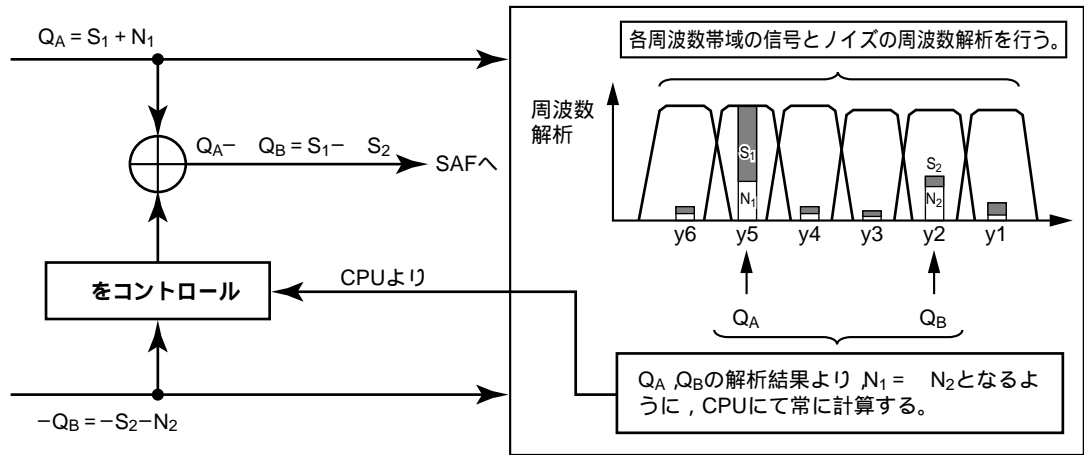 Q_A = S_1 + N_1
各周波数帯域の信号とノイズの周波数解析を行う。
周波数
解析
S_1
N_1
S_2
N_2
Q_A− Q_B = S_1− S_2
SAFへ
y6 y5 y4 y3 y2 y1
をコントロール
CPUより
Q_A Q_B
Q_A ,Q_Bの解析結果より ,N_1 = N_2となるよ
うに , CPUにて常に計算する。
−Q_B = −S_2−N_2